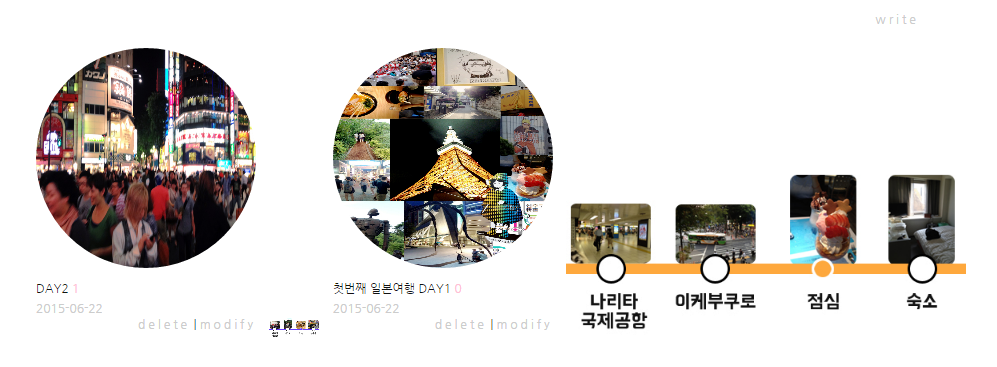 write
DAY2 1
2015-06-22
delete | modify
첫번째 일본여행 DAY1 0
2015-06-22
delete | modify
나리타
국제공항
이케부쿠로
점심
숙소